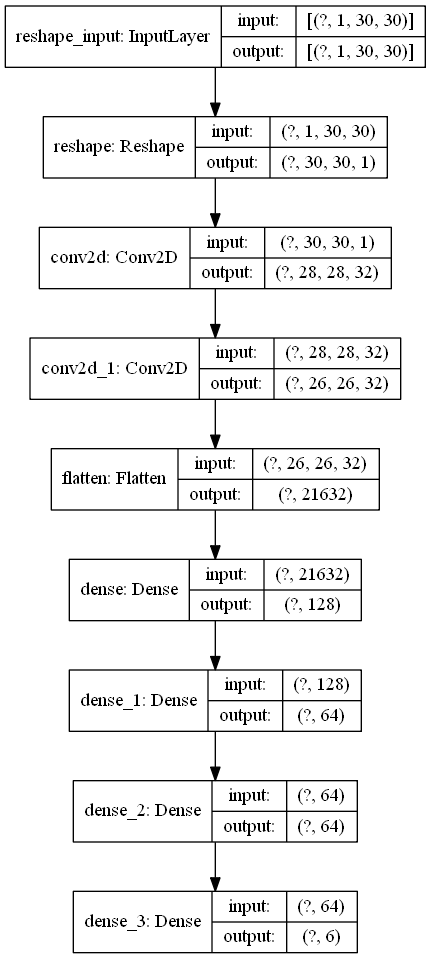 reshape_input: InputLayer
input:
[(?, 1, 30, 30)]
output:
[(?, 1, 30, 30)]
reshape: Reshape
input:
(?, 1, 30, 30)
output:
(?, 30, 30, 1)
conv2d: Conv2D
input:
(?, 30, 30, 1)
output:
(?, 28, 28, 32)
conv2d_1: Conv2D
input:
(?, 28, 28, 32)
output:
(?, 26, 26, 32)
flatten: Flatten
input:
(?, 26, 26, 32)
output:
(?, 21632)
dense: Dense
input:
(?, 21632)
output:
(?, 128)
dense_1: Dense
input:
(?, 128)
output:
(?, 64)
dense_2: Dense
input:
(?, 64)
output:
(?, 64)
dense_3: Dense
input:
(?, 64)
output:
(?, 6)